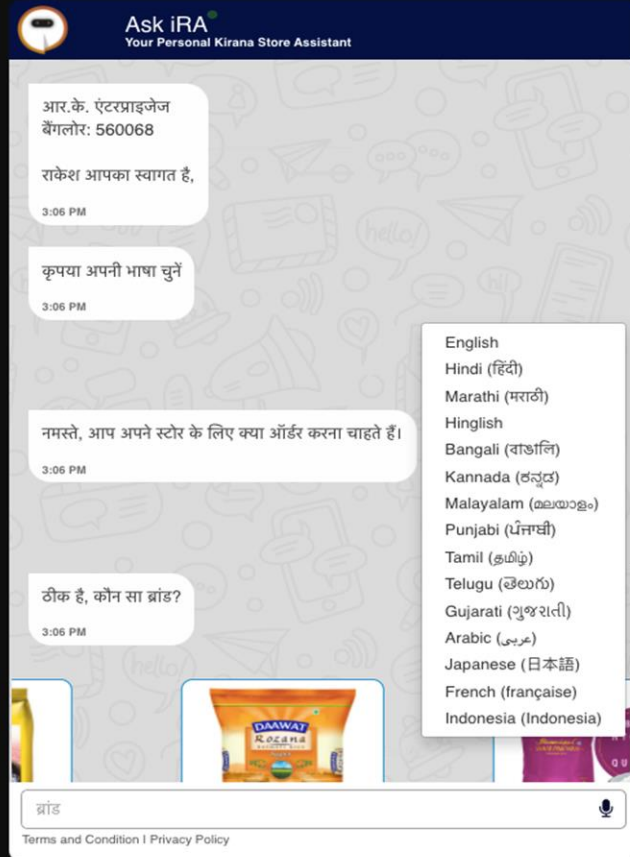 Ask iRA
Your Personal Kirana Store Assistant
आर.के. एंटरप्राइजेज
बैंगलोर: 560068
राकेश आपका स्वागत है,
3:06 PM
कृपया अपनी भाषा चुनें
3:06 PM
नमस्ते, आप अपने स्टोर के लिए क्या ऑर्डर करना चाहते हैं।
3:06 PM
ठीक है, कौन सा ब्रांड?
3:06 PM
English
Hindi (हिंदी)
Marathi (मराठी)
Hinglish
Bangali (বাঙালি)
Kannada (ಕನ್ನಡ)
Malayalam (മലയാളം)
Punjabi (ਪੰਜਾਬੀ)
Tamil (தமிழ்)
Telugu (తెలుగు)
Gujarati (ગુજરાતી)
Arabic (عربى)
Japanese (日本語)
French (française)
Indonesia (Indonesia)
hello!
hi!
hello!
DAAWAT
Rozana
ब्रांड
Terms and Condition I Privacy Policy